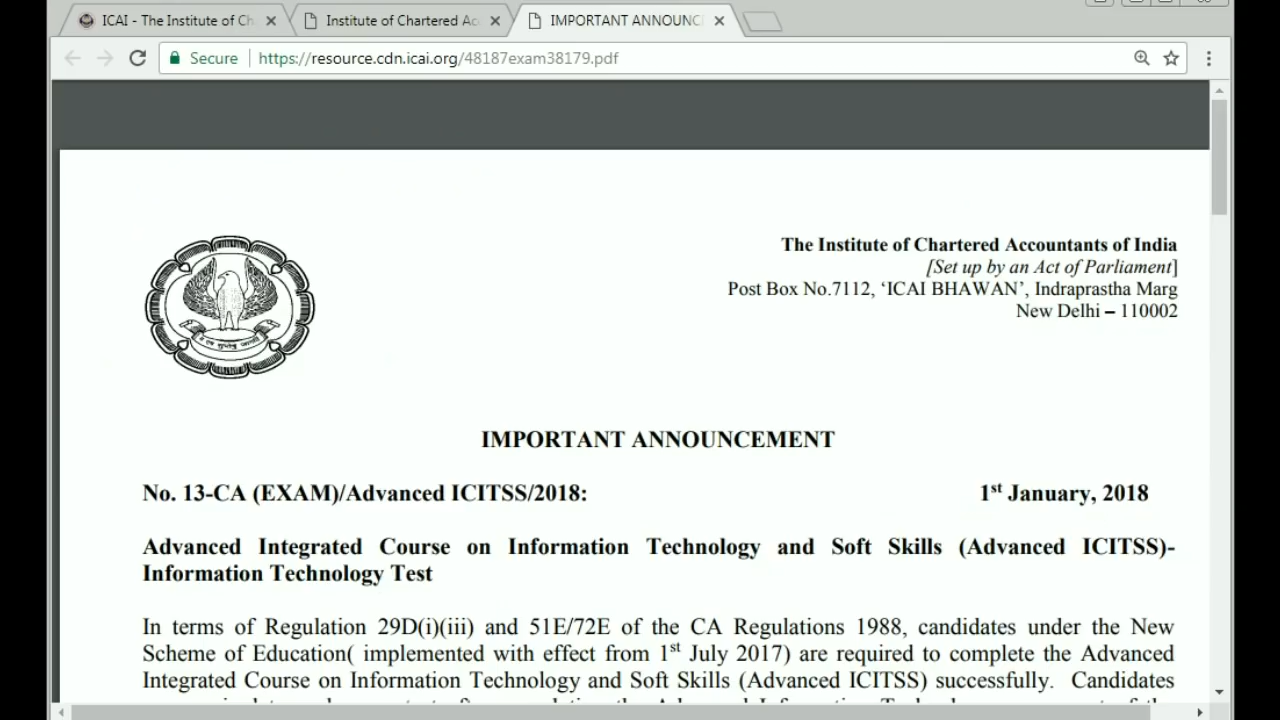 ICAI - The Institute of Ch
Institute of Chartered Ac
IMPORTANT ANNOUNC
Secure
https://resource.cdn.icai.org/48187exam38179.pdf
The Institute of Chartered Accountants of India
[Set up by an Act of Parliament]
Post Box No.7112, ‘ICAI BHAWAN’, Indraprastha Marg
New Delhi – 110002
IMPORTANT ANNOUNCEMENT
No. 13-CA (EXAM)/Advanced ICITSS/2018: 1st January, 2018
Advanced Integrated Course on Information Technology and Soft Skills (Advanced ICITSS)-
Information Technology Test
In terms of Regulation 29D(i)(iii) and 51E/72E of the CA Regulations 1988, candidates under the New
Scheme of Education( implemented with effect from 1st July 2017) are required to complete the Advanced
Integrated Course on Information Technology and Soft Skills (Advanced ICITSS) successfully. Candidates